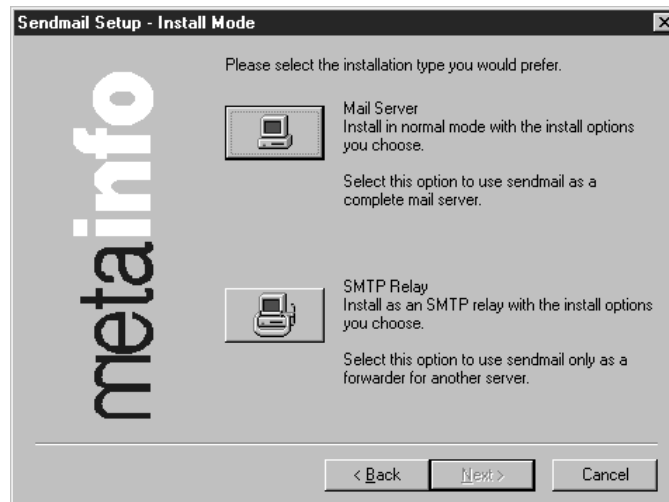 Sendmail Setup - Install Mode
metainfo
Please select the installation type you would prefer.
Mail Server
Install in normal mode with the install options
you choose.
Select this option to use sendmail as a
complete mail server.
SMTP Relay
Install as an SMTP relay with the install options
you choose.
Select this option to use sendmail only as a
forwarder for another server.
< Back
Next >
Cancel